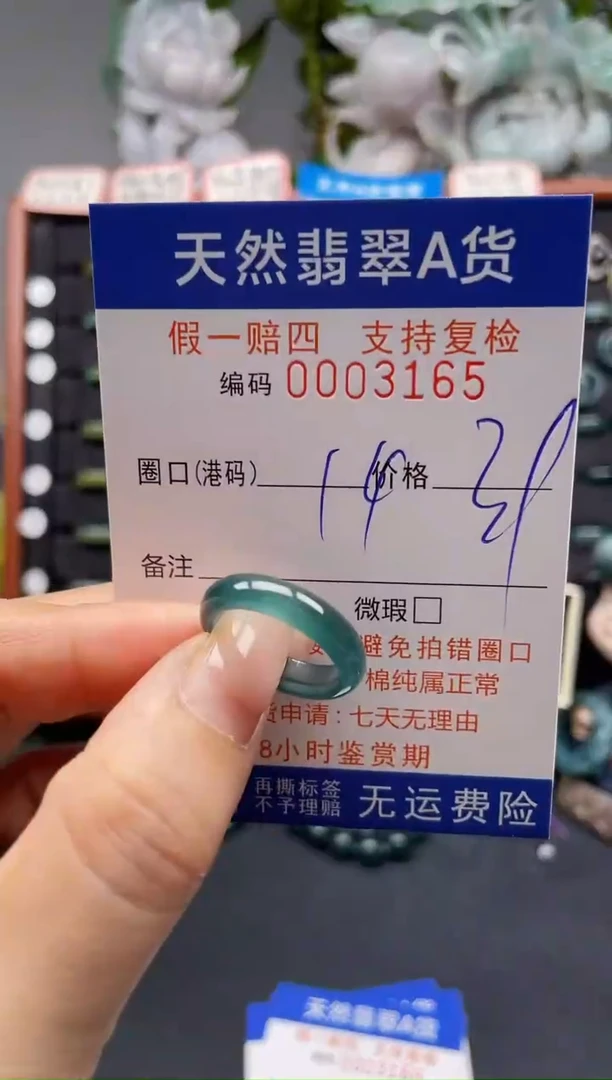 天然翡翠A货
假一赔四 支持复检
编码 0003165
圈口(港码) 14 价格
备注
微瑕□
避免拍错圈口
棉纯属正常
货申请:七天无理由
8小时鉴赏期
再撕标签
不予理赔
无运费险
天然翡翠A货